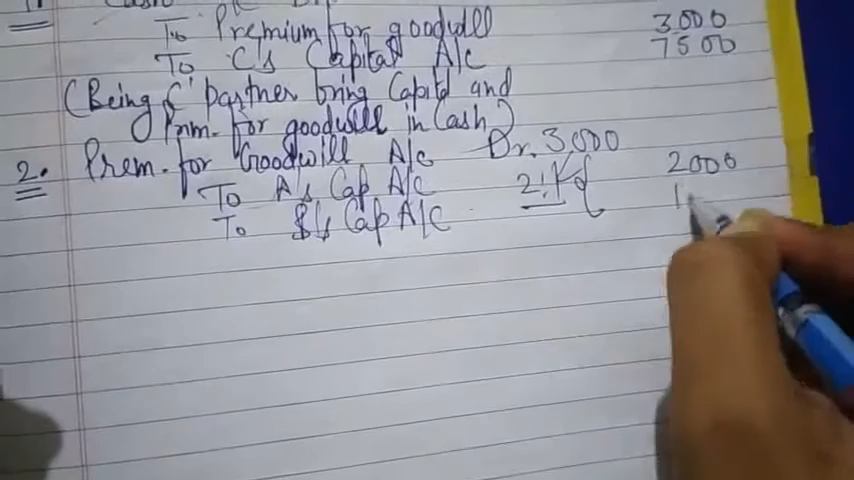 To Premium for goodwill 3000
To C's Capital A/c 7500
(Being C partner bring Capital and
Prm. for goodwill in Cash)
2. Prem. for Goodwill A/c Dr. 3000
To A's Cap A/c 2:1 2000
To B's Cap A/C 1